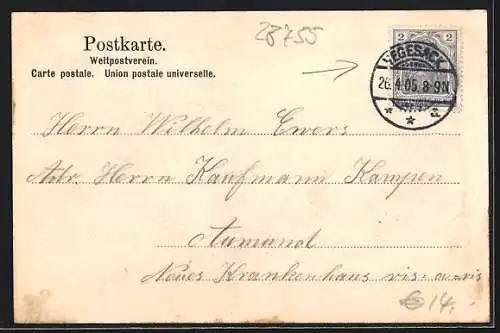 28755
Postkarte.
Weltpostverein.
Carte postale. Union postale universelle.
2 2
VEGESACK
26.4.05.8-9N
Herrn Wilhelm Ewers
Adr. Herrn Kaufmann Kampen
Aumund
Neues Krankenhaus vis-a-vis
€ 14.